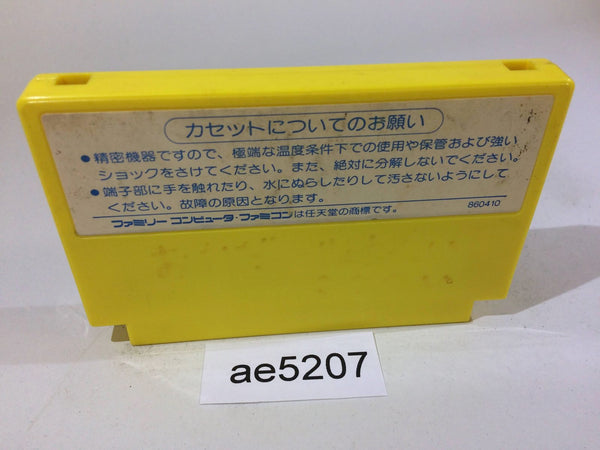 カセットについてのお願い
●精密機器ですので、極端な温度条件下での使用や保管および強い
ショックをさけてください。また、絶対に分解しないでください。
●端子部に手を触れたり、水にぬらしたりして汚さないようにして
ください。故障の原因となります。
ファミリーコンピュータ・ファミコンは任天堂の商標です。
860410
ae5207